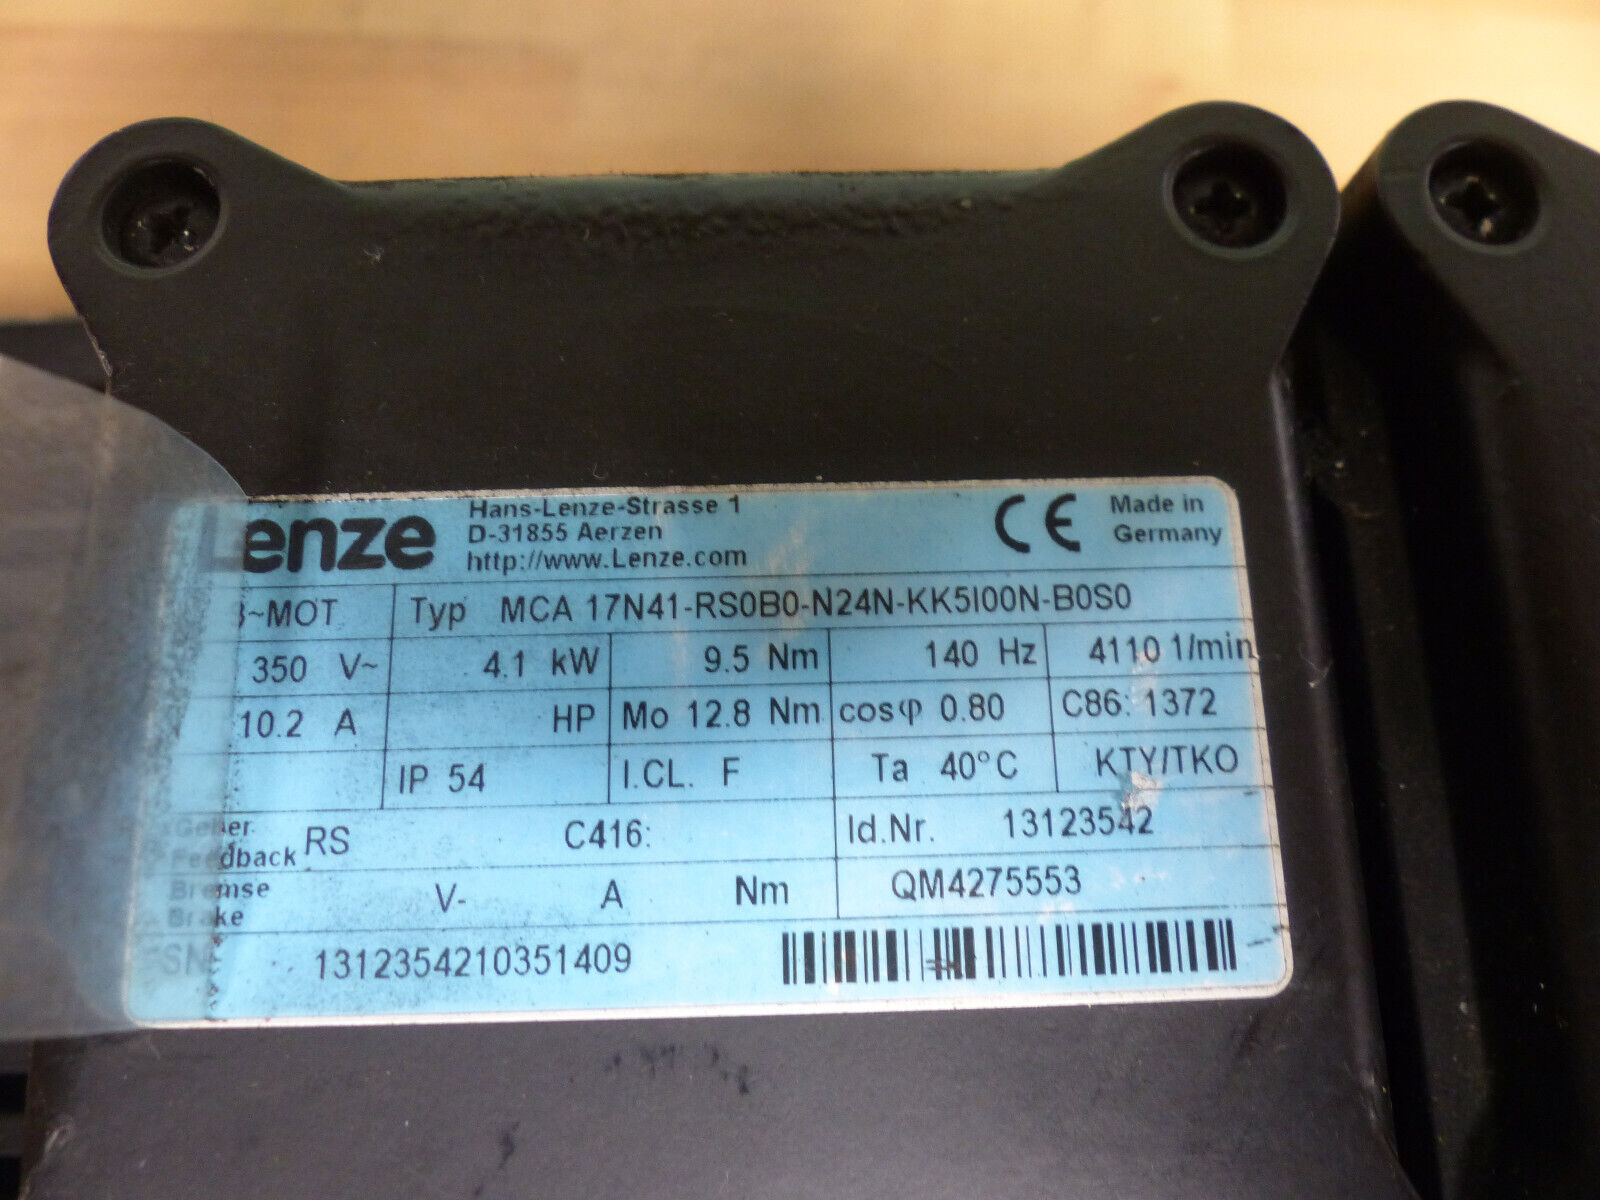 Lenze
Hans-Lenze-Strasse 1
D-31855 Aerzen
http://www.Lenze.com
CE
Made in
Germany
3~MOT Typ MCA 17N41-RS0B0-N24N-KK5I00N-B0S0
350 V~ 4.1 kW 9.5 Nm 140 Hz 4110 1/min
10.2 A HP Mo 12.8 Nm cosφ 0.80 C86: 1372
IP 54 I.CL. F Ta 40°C KTY/TKO
Geber
Feedback RS C416: Id.Nr. 13123542
Bremse
Brake V- A Nm QM4275553
SN 1312354210351409